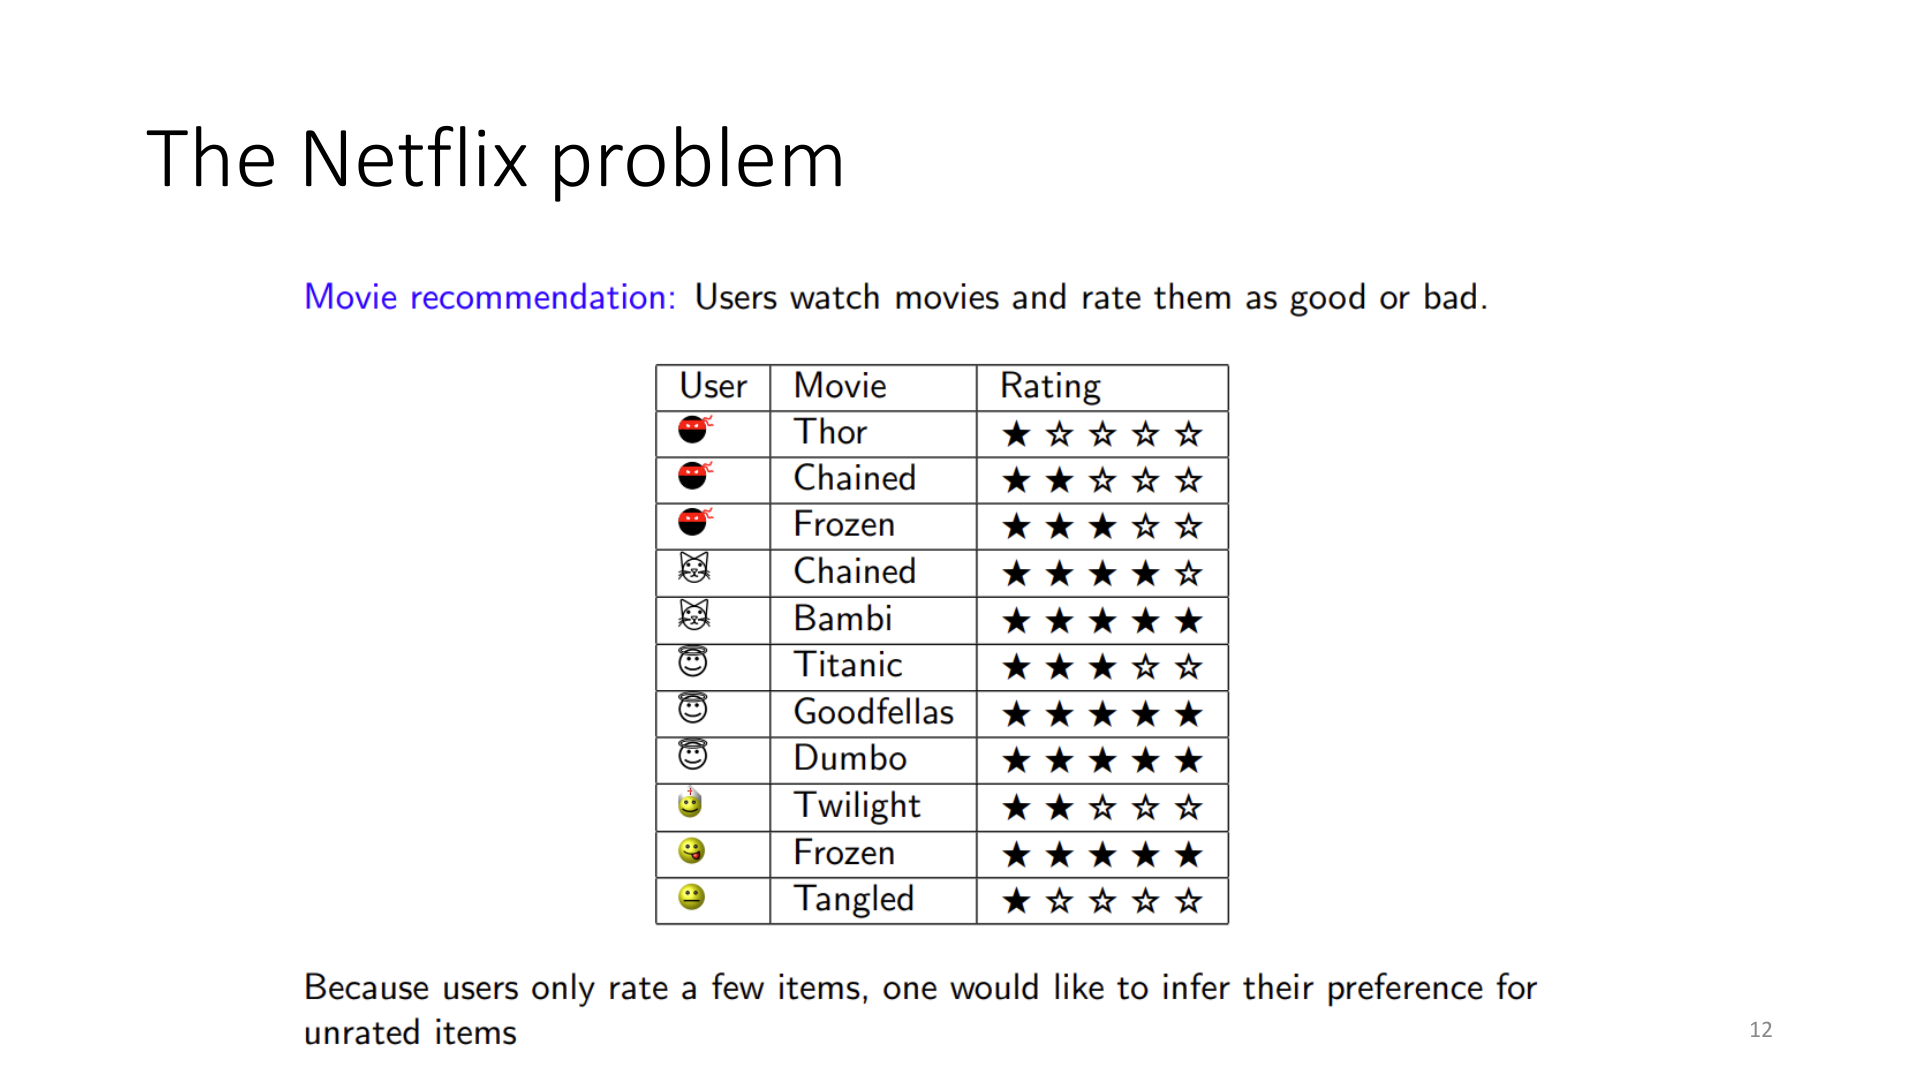 The Netflix problem
Movie recommendation: Users watch movies and rate them as good or bad.
User Movie Rating
Thor ★ ☆ ☆ ☆ ☆
Chained ★ ★ ☆ ☆ ☆
Frozen ★ ★ ★ ☆ ☆
Chained ★ ★ ★ ★ ☆
Bambi ★ ★ ★ ★ ★
Titanic ★ ★ ★ ☆ ☆
Goodfellas ★ ★ ★ ★ ★
Dumbo ★ ★ ★ ★ ★
Twilight ★ ★ ☆ ☆ ☆
Frozen ★ ★ ★ ★ ★
Tangled ★ ☆ ☆ ☆ ☆
Because users only rate a few items, one would like to infer their preference for
unrated items
12